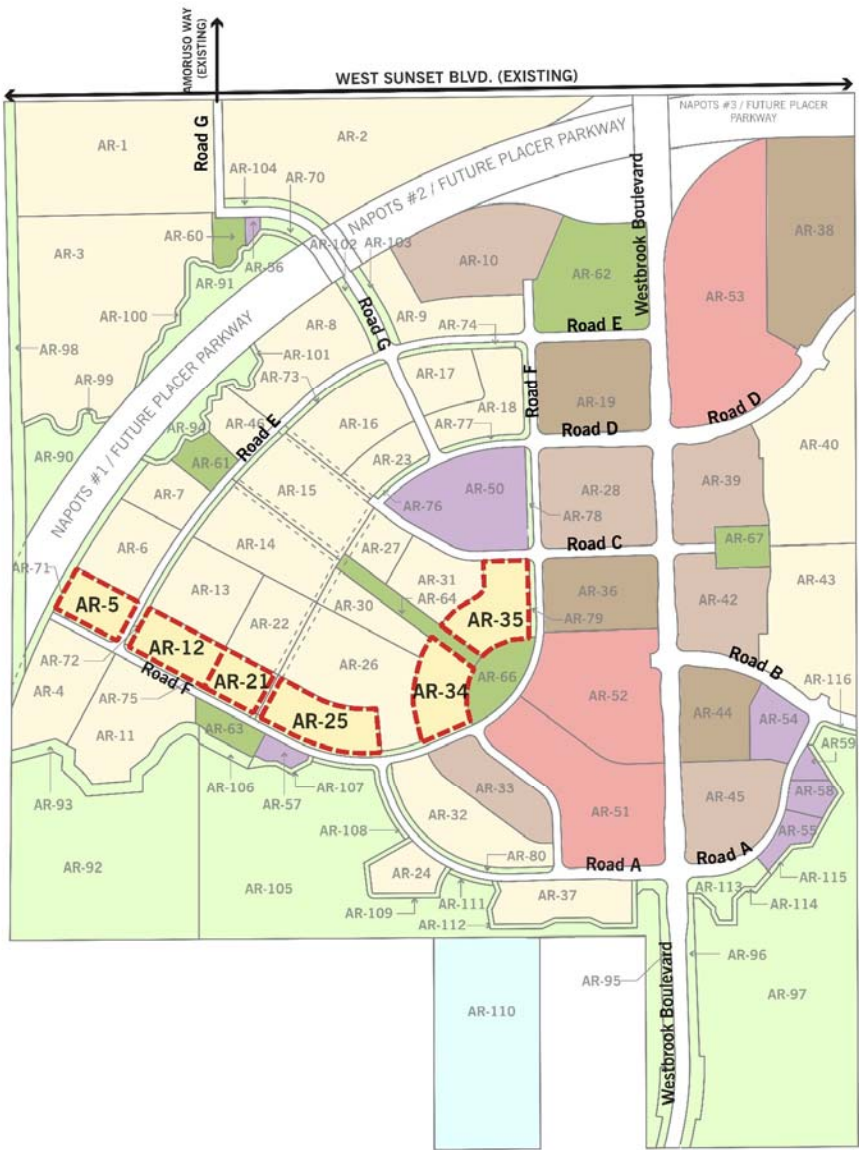 AMORUSO WAY
(EXISTING)
WEST SUNSET BLVD. (EXISTING)
NAPOTS #3 / FUTURE PLACER
PARKWAY
AR-1
Road G
AR-2
NAPOTS #2 / FUTURE PLACER PARKWAY
Westbrook Boulevard
AR-104
AR-70
AR-38
AR-60
AR-56
AR-102
AR-103
AR-3
AR-91
AR-10
AR-62
AR-53
AR-100
AR-8
Road G
AR-9
AR-74
Road E
AR-98
AR-101
AR-99
AR-73
AR-17
AR-18
Road F
AR-19
Road D
AR-46
Road E
AR-16
AR-77
Road D
AR-94
AR-40
AR-90
AR-61
AR-23
NAPOTS #1 / FUTURE PLACER PARKWAY
AR-7
AR-15
AR-50
AR-28
AR-39
AR-76
AR-78
AR-6
AR-14
AR-27
Road C
AR-67
AR-71
AR-13
AR-31
AR-43
AR-5
AR-30
AR-64
AR-36
AR-42
AR-35
AR-79
AR-22
AR-12
AR-72
AR-26
AR-66
Road B
AR-21
AR-34
AR-4
Road F
AR-75
AR-52
AR-116
AR-25
AR-44
AR-54
AR-63
AR-11
AR59
AR-106
AR-57
AR-107
AR-33
AR-58
AR-93
AR-32
AR-51
AR-45
AR-55
AR-108
AR-92
AR-80
Road A
Road A
AR-24
AR-115
AR-105
AR-37
AR-113
AR-114
AR-109
AR-111
AR-112
AR-95
AR-96
AR-97
AR-110
Westbrook Boulevard